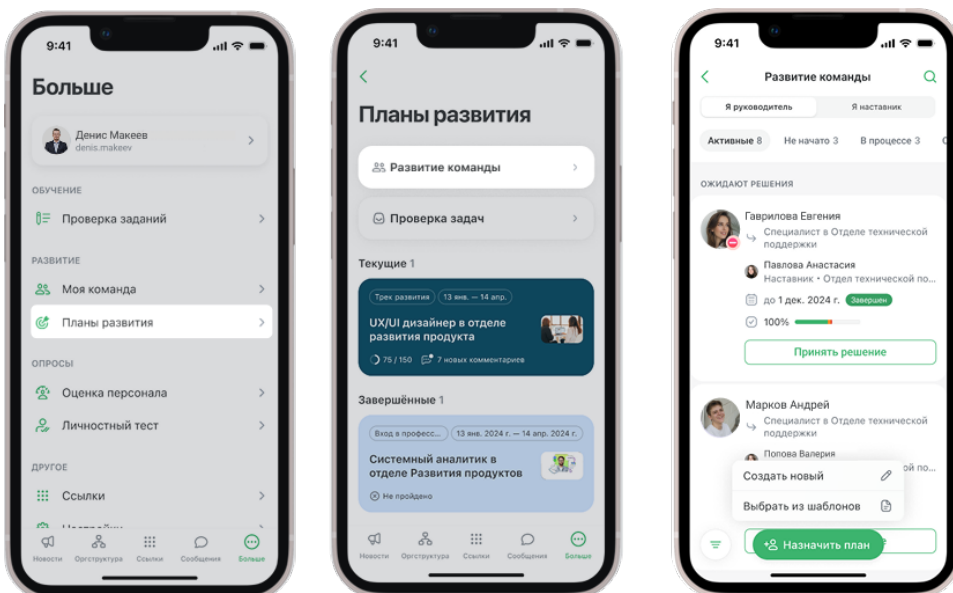 9:41
Больше
Денис Макеев
denis.makeev
ОБУЧЕНИЕ
Проверка заданий
РАЗВИТИЕ
Моя команда
Планы развития
ОПРОСЫ
Оценка персонала
Личностный тест
ДРУГОЕ
Ссылки
Настройки
Новости
Оргструктура
Ссылки
Сообщения
Больше
9:41
Планы развития
Развитие команды
Проверка задач
Текущие 1
Трек развития
13 янв. — 14 апр.
UX/UI дизайнер в отделе
развития продукта
75 / 150
7 новых комментариев
Завершённые 1
Вход в професс...
13 янв. 2024 г. — 14 апр. 2024 г.
Системный аналитик в
отделе Развития продуктов
Не пройдено
Новости
Оргструктура
Ссылки
Сообщения
Больше
9:41
Развитие команды
Я руководитель
Я наставник
Активные 8
Не начато 3
В процессе 3
ОЖИДАЮТ РЕШЕНИЯ
Гаврилова Евгения
Специалист в Отделе технической
поддержки
Павлова Анастасия
Наставник • Отдел технической по...
до 1 дек. 2024 г.
Завершен
100%
Принять решение
Марков Андрей
Специалист в Отделе технической
поддержки
Попова Валерия
ой по...
Создать новый
Выбрать из шаблонов
Назначить план